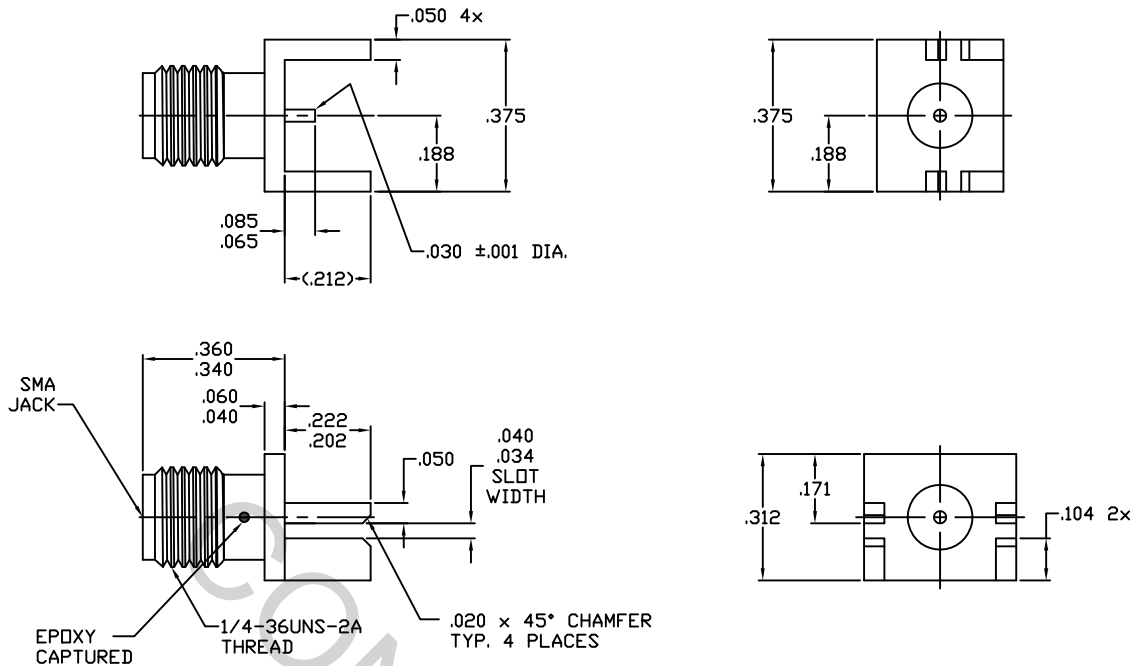 .050 4x
.375
.188
.085
.065
.030 ±.001 DIA.
(.212)
.375
.188
.360
.340
SMA
JACK
.060
.040
.222
.202
.050
.040
.034
SLOT
WIDTH
EPOXY
CAPTURED
1/4-36UNS-2A
THREAD
.020 x 45° CHAMFER
TYP. 4 PLACES
.312
.171
.104 2x
COM